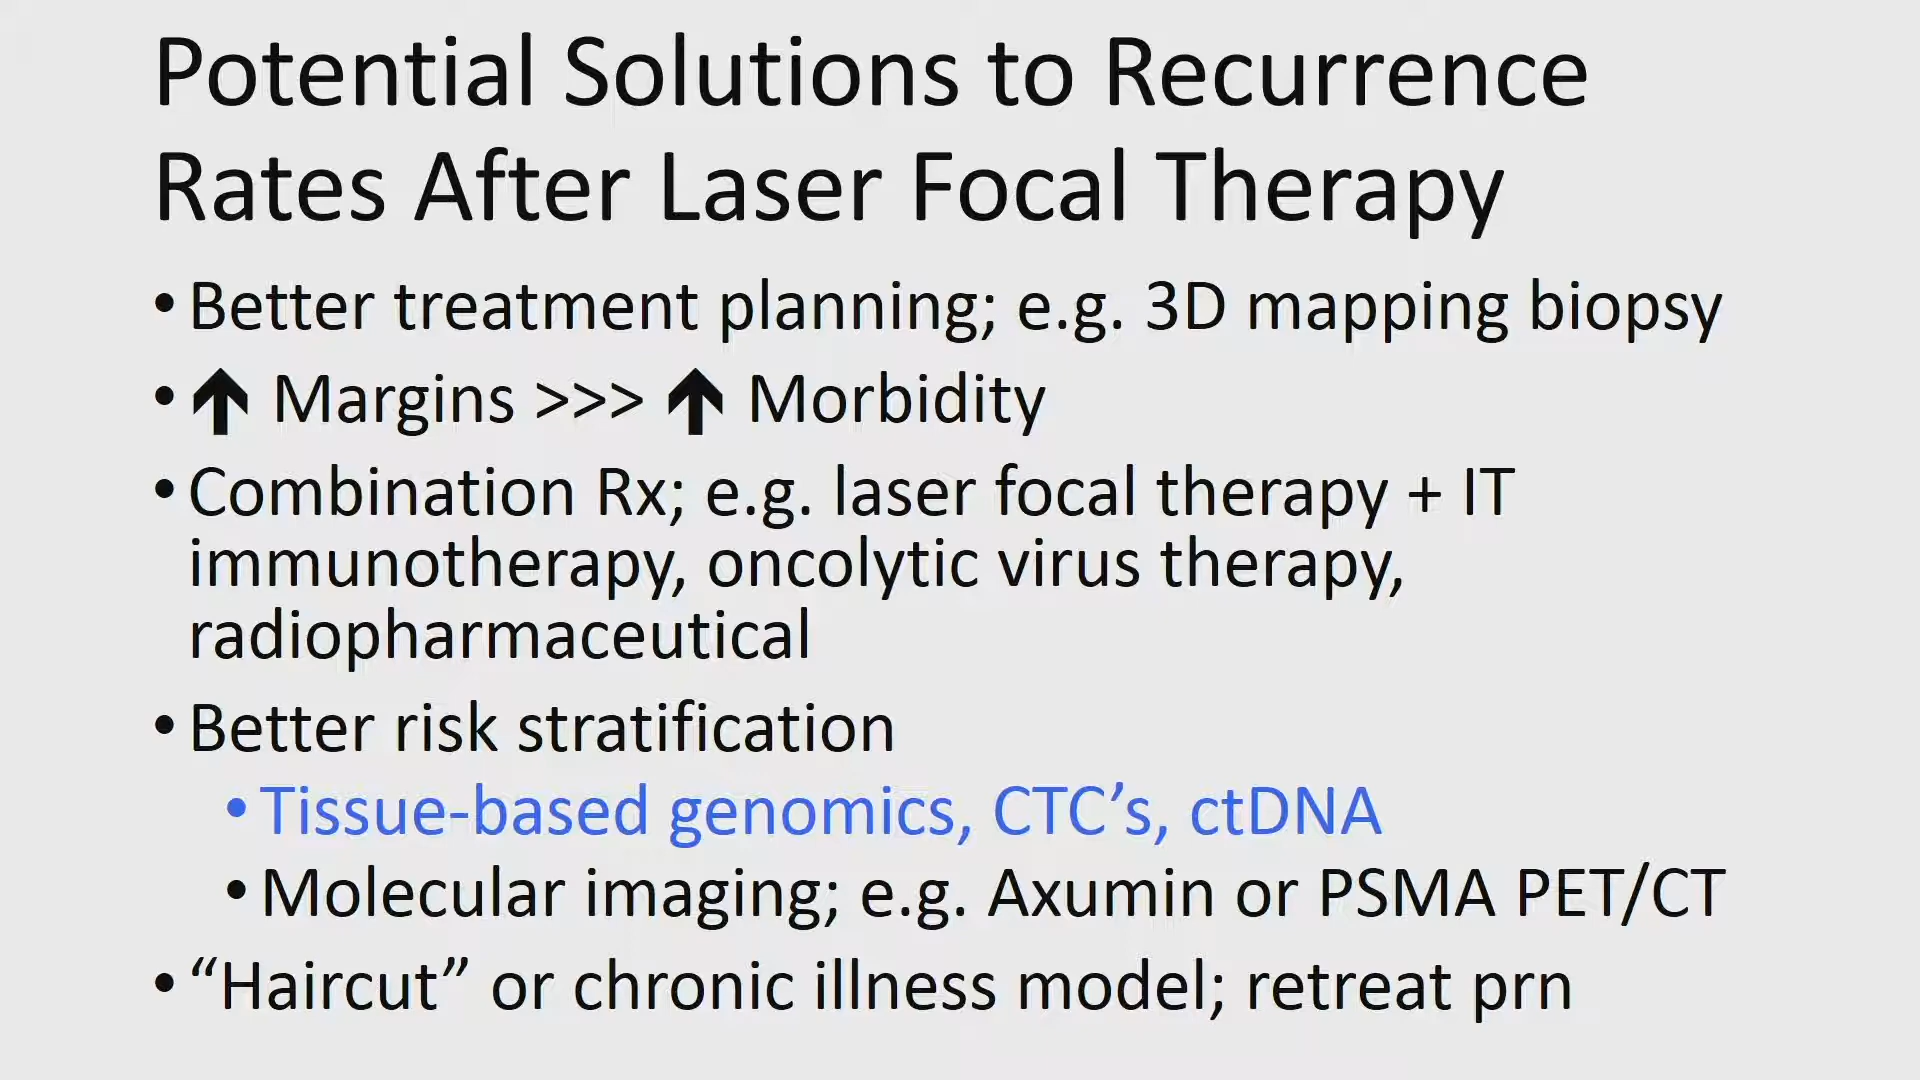 Potential Solutions to Recurrence
Rates After Laser Focal Therapy
• Better treatment planning; e.g. 3D mapping biopsy
• ⬆ Margins >>> ⬆ Morbidity
• Combination Rx; e.g. laser focal therapy + IT
immunotherapy, oncolytic virus therapy,
radiopharmaceutical
• Better risk stratification
• Tissue-based genomics, CTC’s, ctDNA
• Molecular imaging; e.g. Axumin or PSMA PET/CT
• “Haircut” or chronic illness model; retreat prn